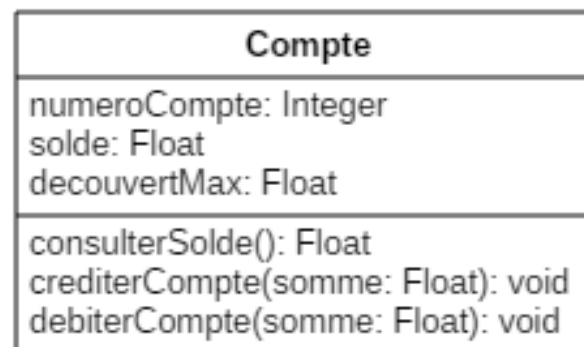 Compte
numeroCompte: Integer
solde: Float
decouvertMax: Float
consulterSolde(): Float
crediterCompte(somme: Float): void
debiterCompte(somme: Float): void